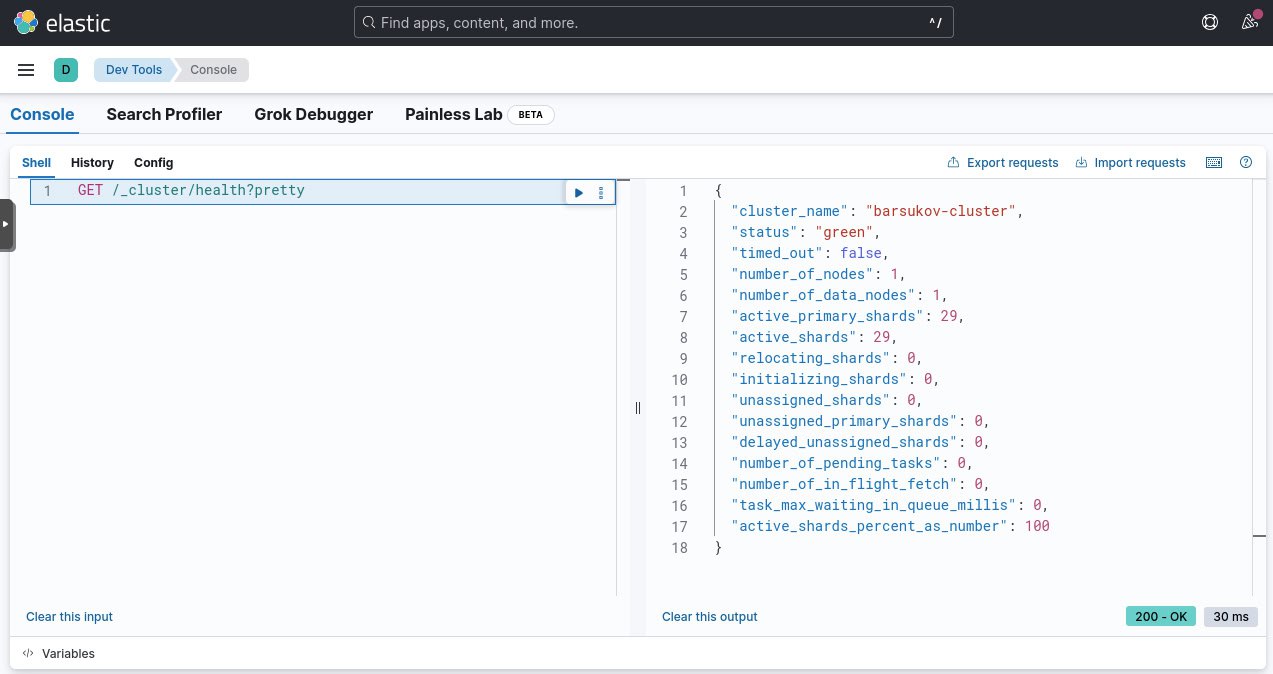 elastic
Find apps, content, and more.
^/
D
Dev Tools
Console
Console
Search Profiler
Grok Debugger
Painless Lab
BETA
Shell
History
Config
Export requests
Import requests
1 GET /_cluster/health?pretty
1 {
2 "cluster_name": "barsukov-cluster",
3 "status": "green",
4 "timed_out": false,
5 "number_of_nodes": 1,
6 "number_of_data_nodes": 1,
7 "active_primary_shards": 29,
8 "active_shards": 29,
9 "relocating_shards": 0,
10 "initializing_shards": 0,
11 "unassigned_shards": 0,
12 "unassigned_primary_shards": 0,
13 "delayed_unassigned_shards": 0,
14 "number_of_pending_tasks": 0,
15 "number_of_in_flight_fetch": 0,
16 "task_max_waiting_in_queue_millis": 0,
17 "active_shards_percent_as_number": 100
18 }
Clear this input
Clear this output
200 - OK
30 ms
Variables